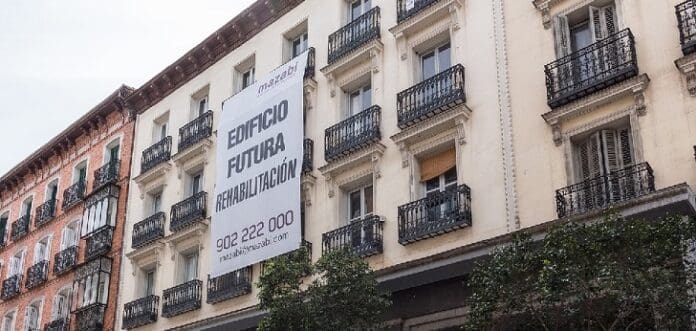 mazabi
EDIFICIO
FUTURA
REHABILITACIÓN
902 222 000
mazabi@mazabi.com